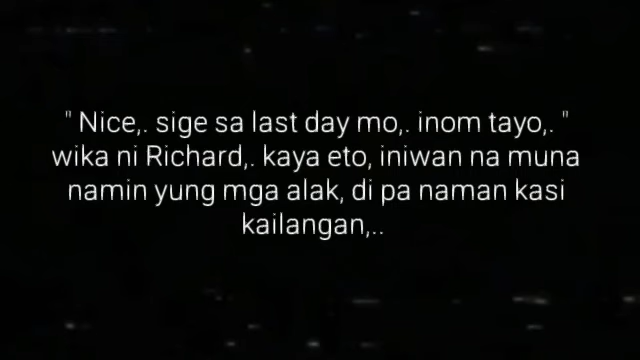 " Nice,. sige sa last day mo,. inom tayo,. "
wika ni Richard,. kaya eto, iniwan na muna
namin yung mga alak, di pa naman kasi
kailangan,..